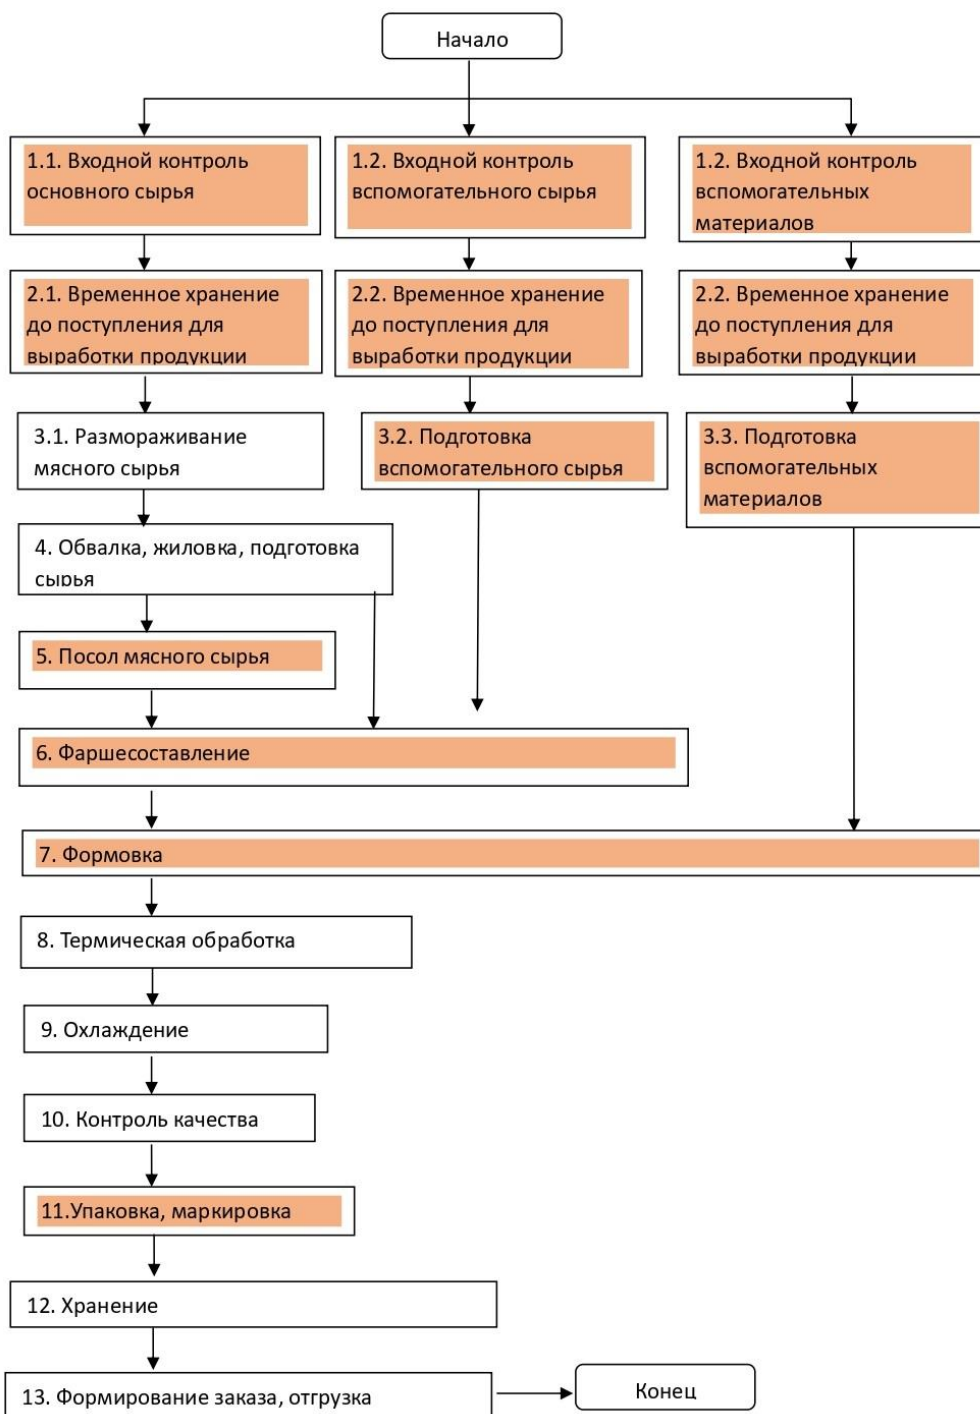 Начало
1.1. Входной контроль
основного сырья
1.2. Входной контроль
вспомогательного сырья
1.2. Входной контроль
вспомогательных
материалов
2.1. Временное хранение
до поступления для
выработки продукции
2.2. Временное хранение
до поступления для
выработки продукции
2.2. Временное хранение
до поступления для
выработки продукции
3.1. Размораживание
мясного сырья
3.2. Подготовка
вспомогательного сырья
3.3. Подготовка
вспомогательных
материалов
4. Обвалка, жиловка, подготовка
сырья
5. Посол мясного сырья
6. Фаршесоставление
7. Формовка
8. Термическая обработка
9. Охлаждение
10. Контроль качества
11.Упаковка, маркировка
12. Хранение
13. Формирование заказа, отгрузка
Конец